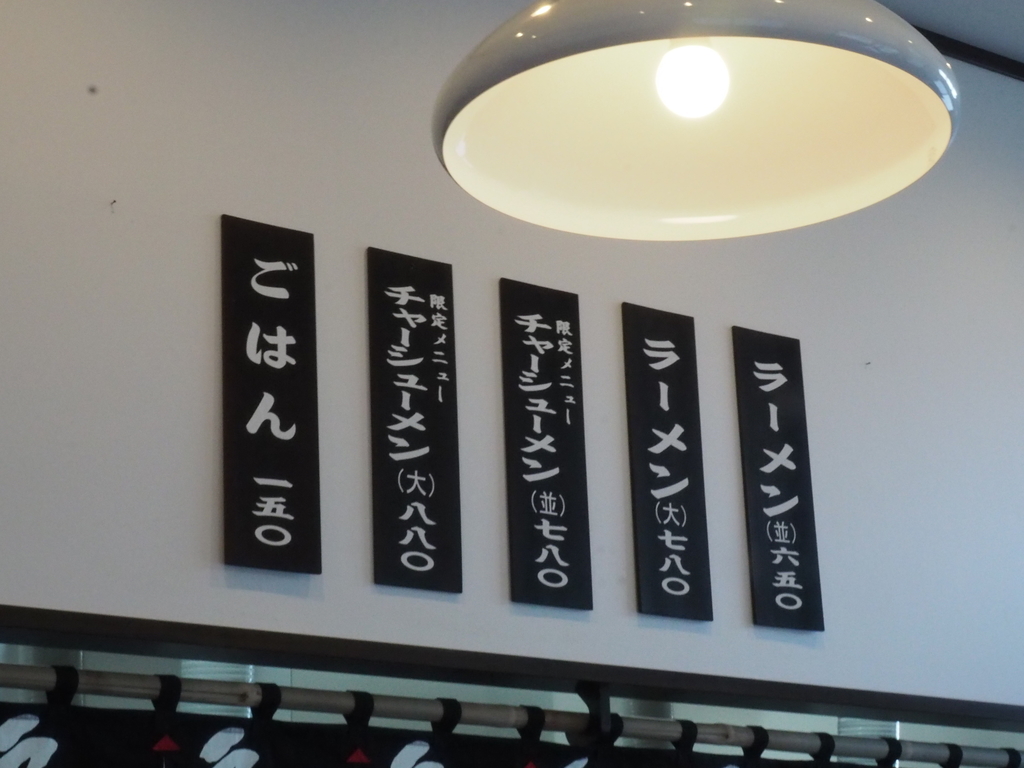 ラーメン(並)六五〇
ラーメン(大)七八〇
限定メニュー
チャーシューメン(並)七八〇
限定メニュー
チャーシューメン(大)八八〇
ごはん 一五〇